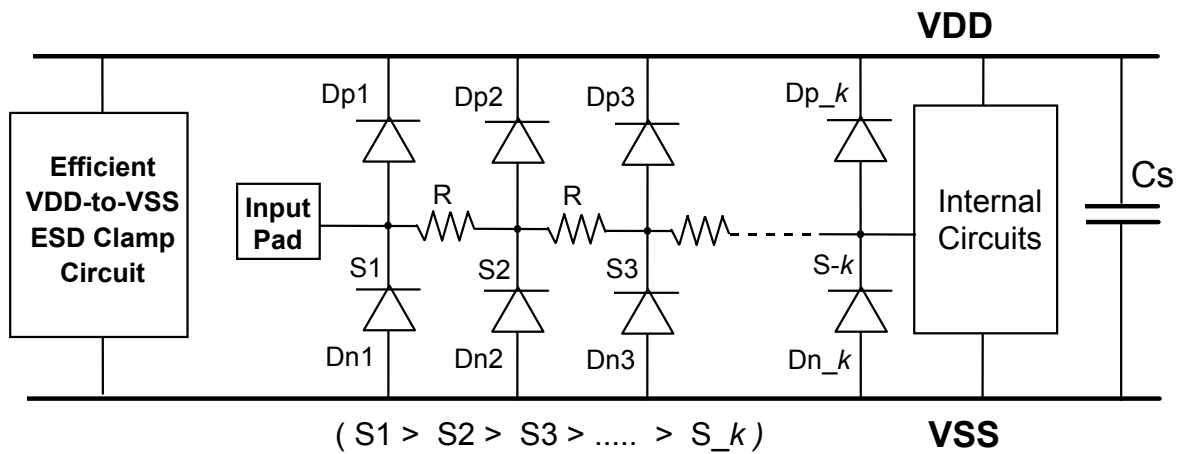 VDD
Dp1
Dp2
Dp3
Dp_k
Efficient
VDD-to-VSS
ESD Clamp
Circuit
Input
Pad
R
R
Internal
Circuits
Cs
S1
S2
S3
S-k
Dn1
Dn2
Dn3
Dn_k
( S1 > S2 > S3 > ..... > S_k )
VSS